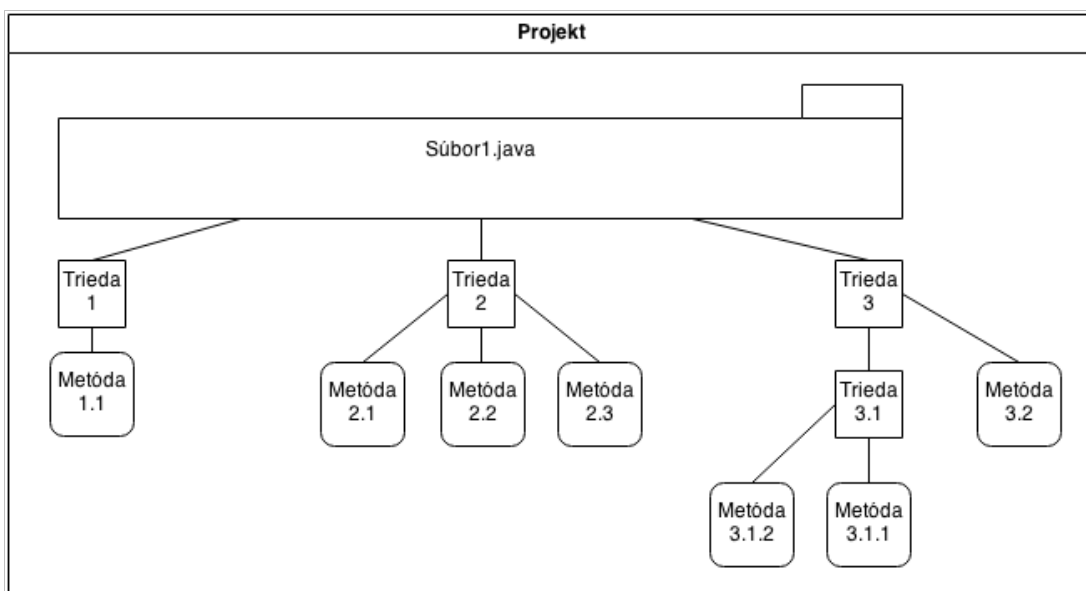 Projekt
Súbor1.java
Trieda
1
Trieda
2
Trieda
3
Metóda
1.1
Metóda
2.1
Metóda
2.2
Metóda
2.3
Trieda
3.1
Metóda
3.2
Metóda
3.1.2
Metóda
3.1.1